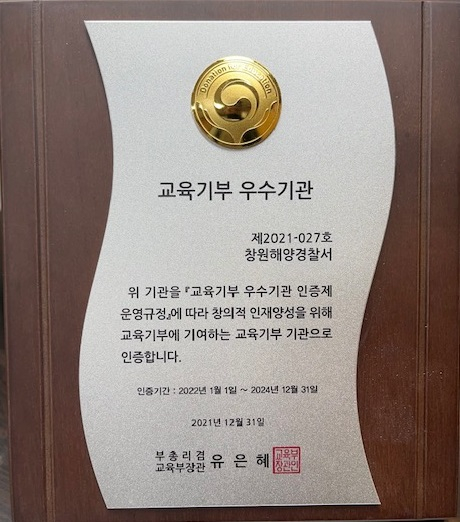 Donation for Education
교육기부 우수기관
제2021-027호
창원해양경찰서
위 기관을 『교육기부 우수기관 인증제
운영규정』에 따라 창의적 인재양성을 위해
교육기부에 기여하는 교육기부 기관으로
인증합니다.
인증기간 : 2022년 1월 1일 ~ 2024년 12월 31일
2021년 12월 31일
부총리겸
교육부장관 유은혜
교육부
장관인